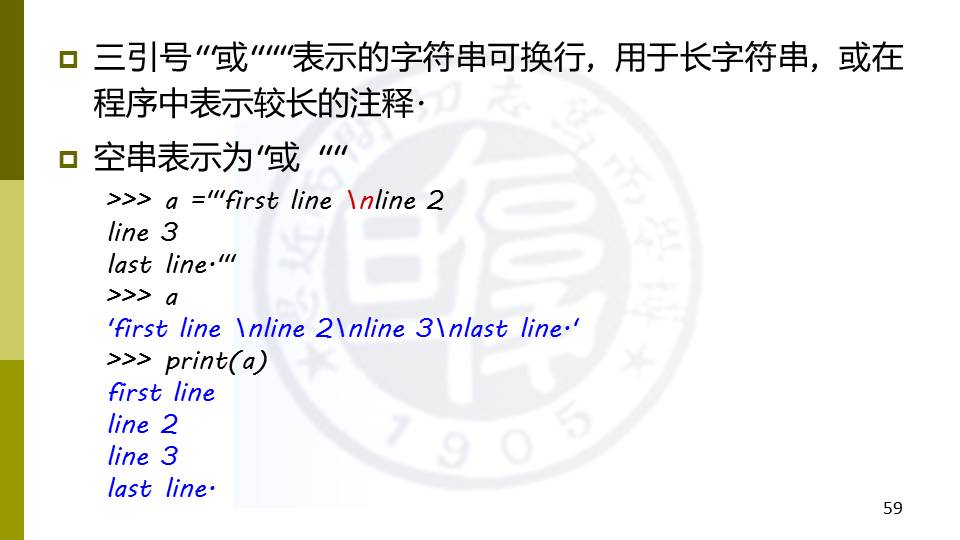 三引号'''或"""表示的字符串可换行，用于长字符串，或在
程序中表示较长的注释.
空串表示为''或 ""
>>> a ='''first line \nline 2
line 3
last line.'''
>>> a
'first line \nline 2\nline 3\nlast line.'
>>> print(a)
first line
line 2
line 3
last line.
1905
59